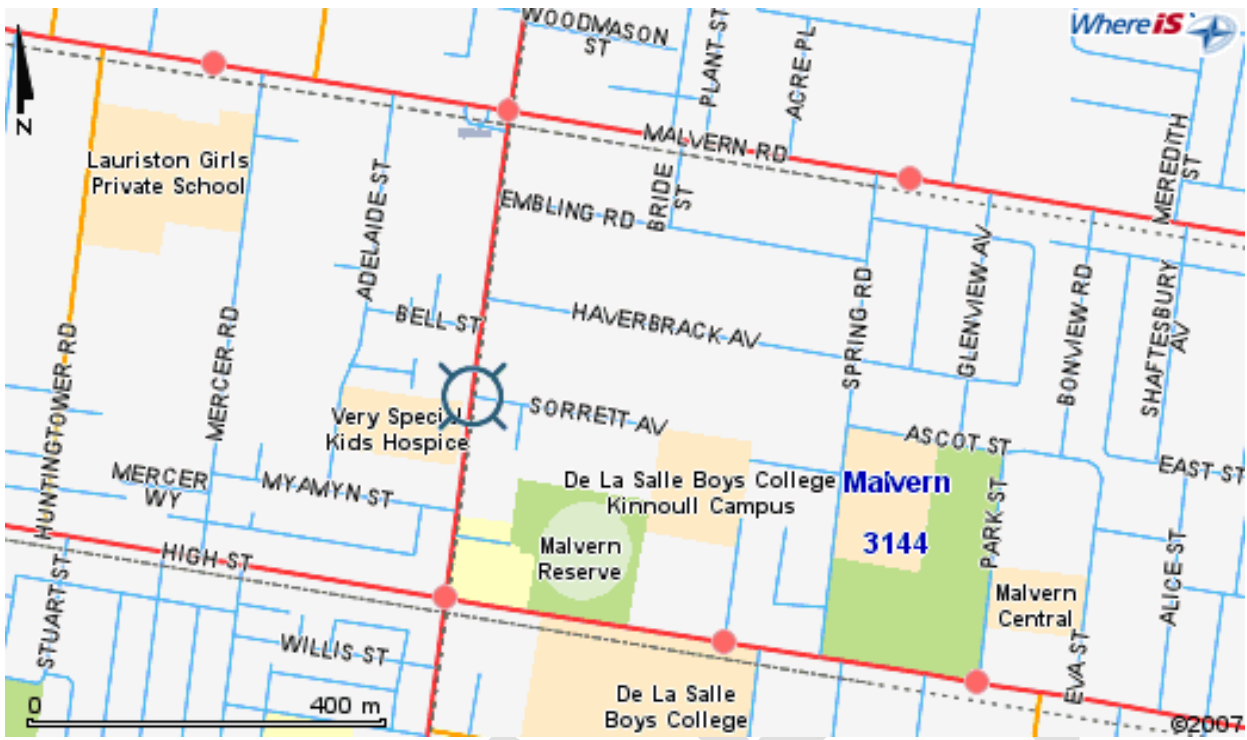 WOODMASON
ST
PLANT ST
ACRE PL
WhereiS
N
MALVERN RD
MEREDITH
ST
Lauriston Girls
Private School
ADELAIDE ST
EMBLING RD
BRIDE
ST
GLENVIEW AV
SPRING RD
BONVIEW RD
SHAFTESBURY
AV
BELL ST
HAVERBRACK AV
HUNTINGTOWER RD
MERCER RD
Very Special
Kids Hospice
SORRETT AV
ASCOT ST
EAST ST
MERCER
WY
MYAMYN ST
De La Salle Boys College
Kinnoull Campus
Malvern
3144
HIGH ST
Malvern
Reserve
PARK ST
Malvern
Central
ALICE ST
STUART ST
WILLIS ST
EVA ST
De La Salle
Boys College
0
400 m
©2007